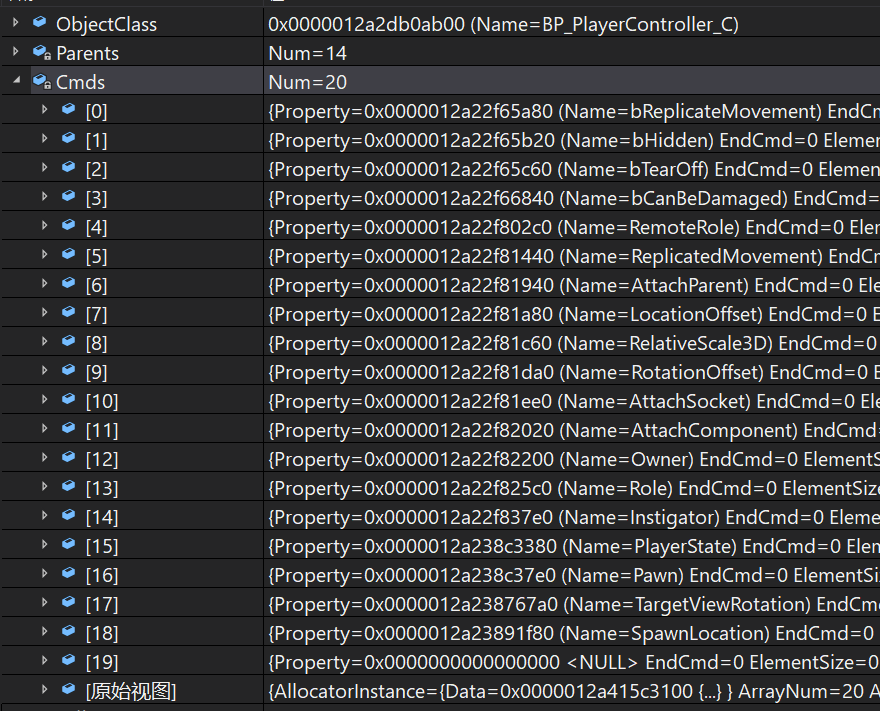 ObjectClass 0x0000012a2db0ab00 (Name=BP_PlayerController_C)
Parents Num=14
Cmds Num=20
[0] {Property=0x0000012a22f65a80 (Name=bReplicateMovement) EndCm
[1] {Property=0x0000012a22f65b20 (Name=bHidden) EndCmd=0 Elemen
[2] {Property=0x0000012a22f65c60 (Name=bTearOff) EndCmd=0 Elemen
[3] {Property=0x0000012a22f66840 (Name=bCanBeDamaged) EndCmd=
[4] {Property=0x0000012a22f802c0 (Name=RemoteRole) EndCmd=0 Eler
[5] {Property=0x0000012a22f81440 (Name=ReplicatedMovement) EndCr
[6] {Property=0x0000012a22f81940 (Name=AttachParent) EndCmd=0 Ele
[7] {Property=0x0000012a22f81a80 (Name=LocationOffset) EndCmd=0 E
[8] {Property=0x0000012a22f81c60 (Name=RelativeScale3D) EndCmd=0
[9] {Property=0x0000012a22f81da0 (Name=RotationOffset) EndCmd=0 E
[10] {Property=0x0000012a22f81ee0 (Name=AttachSocket) EndCmd=0 Ele
[11] {Property=0x0000012a22f82020 (Name=AttachComponent) EndCmd=
[12] {Property=0x0000012a22f82200 (Name=Owner) EndCmd=0 ElementS
[13] {Property=0x0000012a22f825c0 (Name=Role) EndCmd=0 ElementSize
[14] {Property=0x0000012a22f837e0 (Name=Instigator) EndCmd=0 Eleme
[15] {Property=0x0000012a238c3380 (Name=PlayerState) EndCmd=0 Elem
[16] {Property=0x0000012a238c37e0 (Name=Pawn) EndCmd=0 ElementSi
[17] {Property=0x0000012a238767a0 (Name=TargetViewRotation) EndCmd
[18] {Property=0x0000012a23891f80 (Name=SpawnLocation) EndCmd=0
[19] {Property=0x0000000000000000 <NULL> EndCmd=0 ElementSize=0
[原始视图] {AllocatorInstance={Data=0x0000012a415c3100 {...} } ArrayNum=20 A